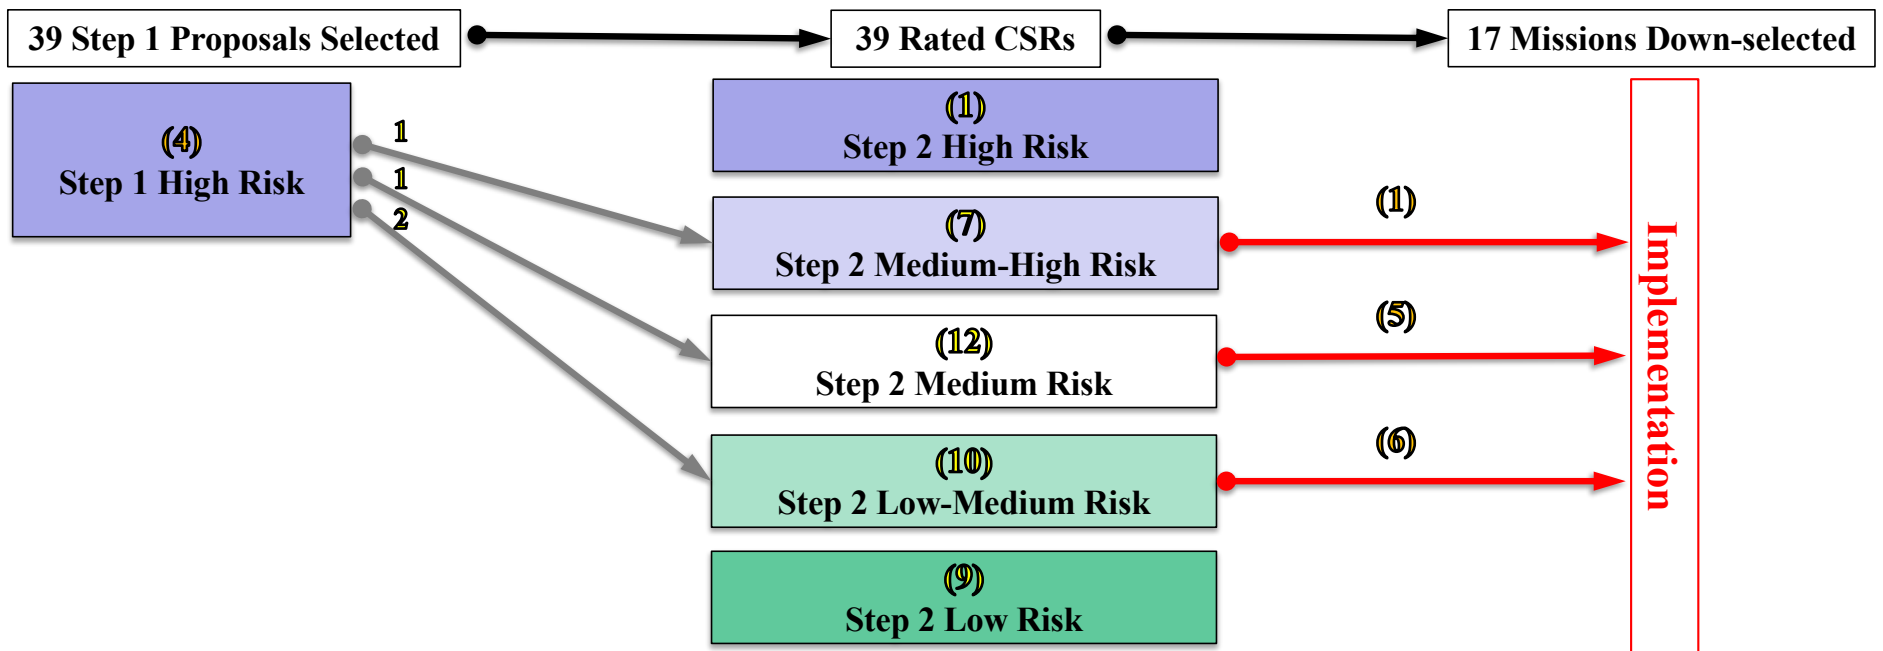 39 Step 1 Proposals Selected
39 Rated CSRs
17 Missions Down-selected
(4)
Step 1 High Risk
1
1
2
(1)
Step 2 High Risk
(7)
Step 2 Medium-High Risk
(12)
Step 2 Medium Risk
(10)
Step 2 Low-Medium Risk
(9)
Step 2 Low Risk
(1)
(5)
(6)
Implementation